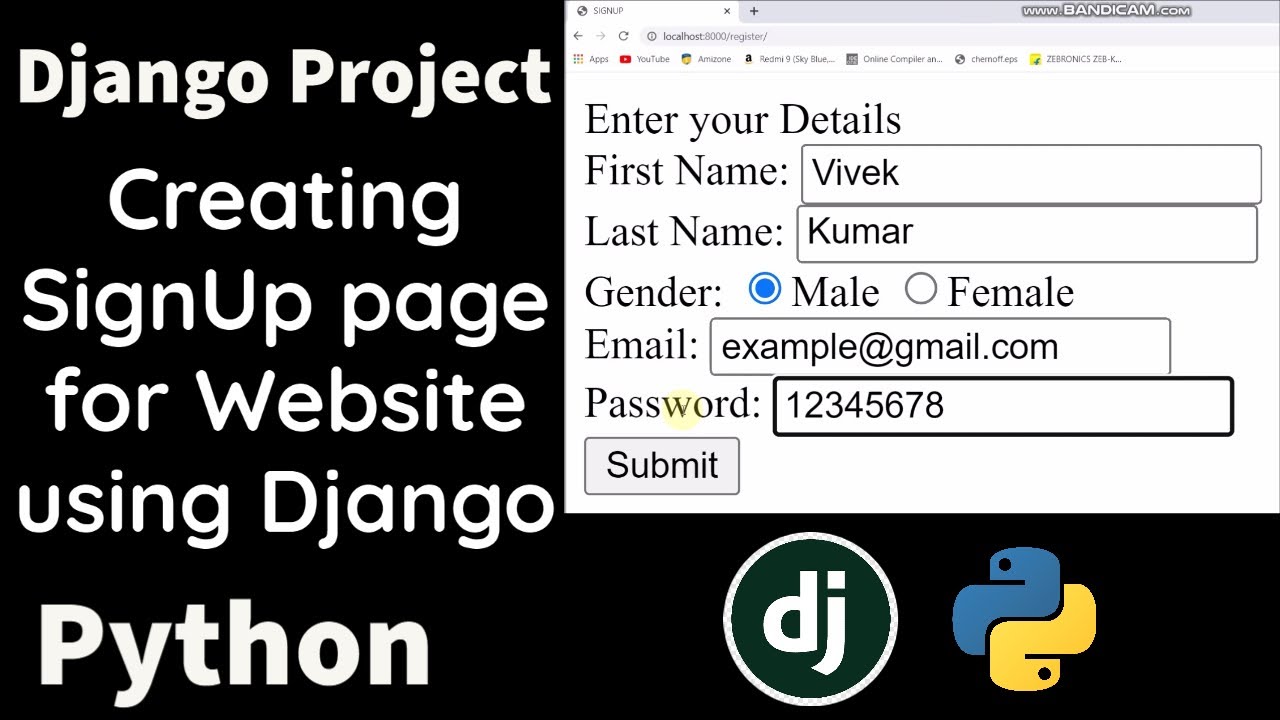 Django Project
Creating
SignUp page
for Website
using Django
Python
SIGNUP
www.BANDICAM.com
localhost:8000/register/
Apps YouTube Amizone Redmi 9 (Sky Blue,... Online Compiler an... chernoff.eps ZEBRONICS ZEB-K...
Enter your Details
First Name: Vivek
Last Name: Kumar
Gender: Male Female
Email: example@gmail.com
Password: 12345678
Submit
dj